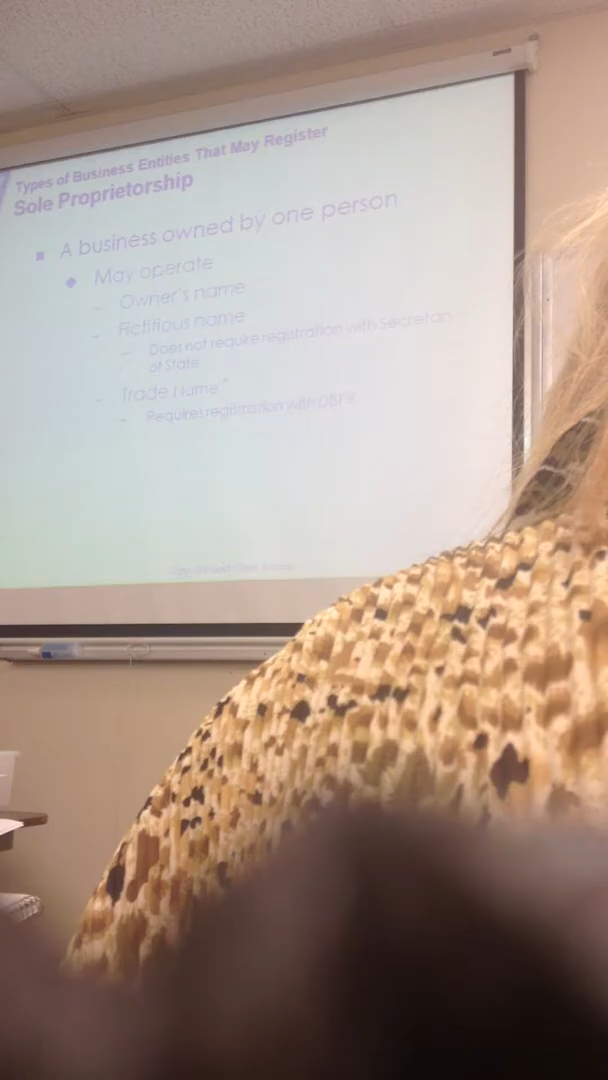 Types of Business Entities That May Register
Sole Proprietorship
A business owned by one person
May operate
- Owner's name
- Fictitious name
- Does not require registration with Secretary
of State
- Trade Name*
- Requires registration with